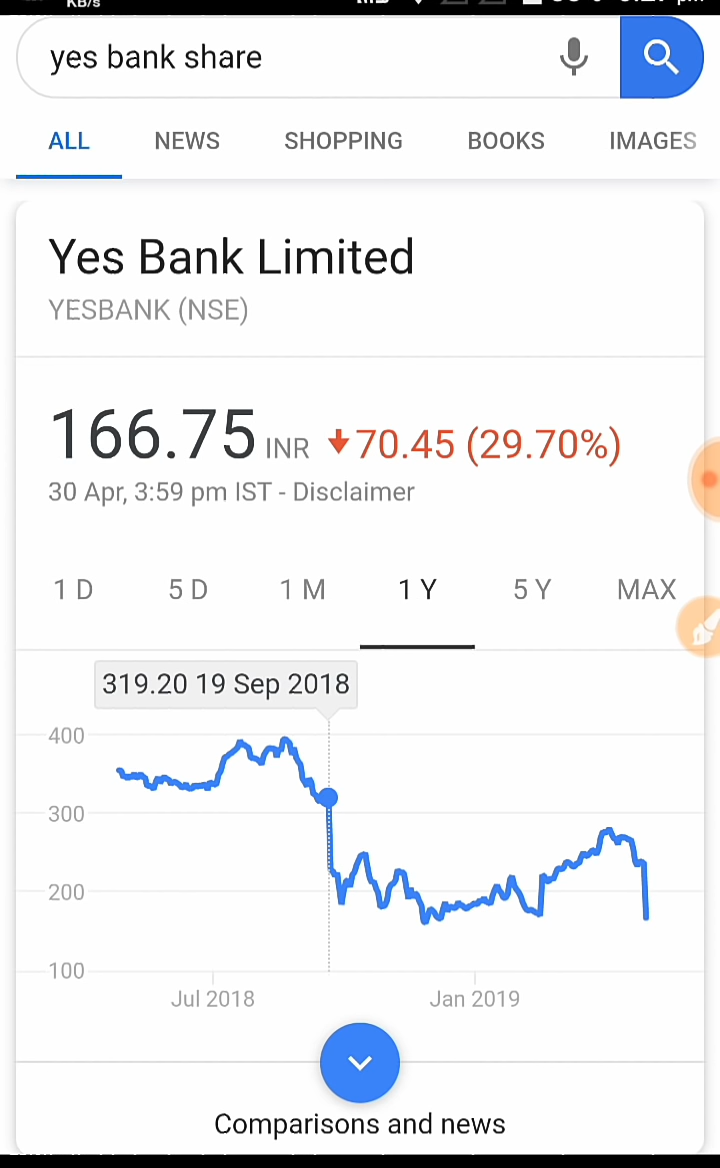 KB/s
yes bank share
ALL NEWS SHOPPING BOOKS IMAGES
Yes Bank Limited
YESBANK (NSE)
166.75 INR 70.45 (29.70%)
30 Apr, 3:59 pm IST - Disclaimer
1 D 5 D 1 M 1 Y 5 Y MAX
319.20 19 Sep 2018
400
300
200
100
Jul 2018 Jan 2019
Comparisons and news